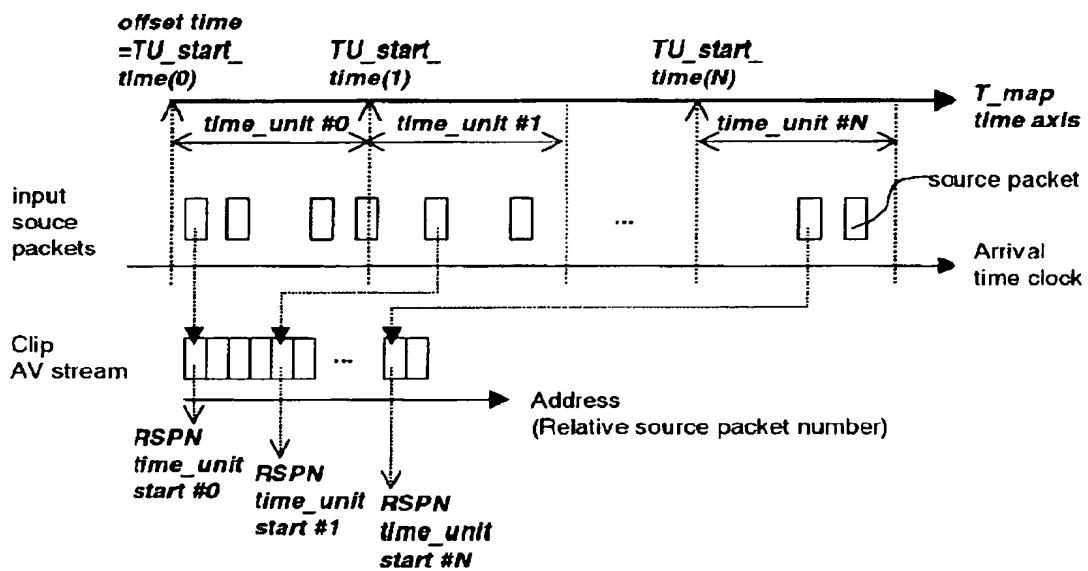 offset time
=TU_start_
time(0)
TU_start_
time(1)
TU_start_
time(N)
T_map
time axis
time_unit #0
time_unit #1
time_unit #N
source packet
input
souce
packets
...
Arrival
time clock
Clip
AV stream
...
Address
(Relative source packet number)
RSPN
time_unit
start #0
RSPN
time_unit
start #1
RSPN
time_unit
start #N